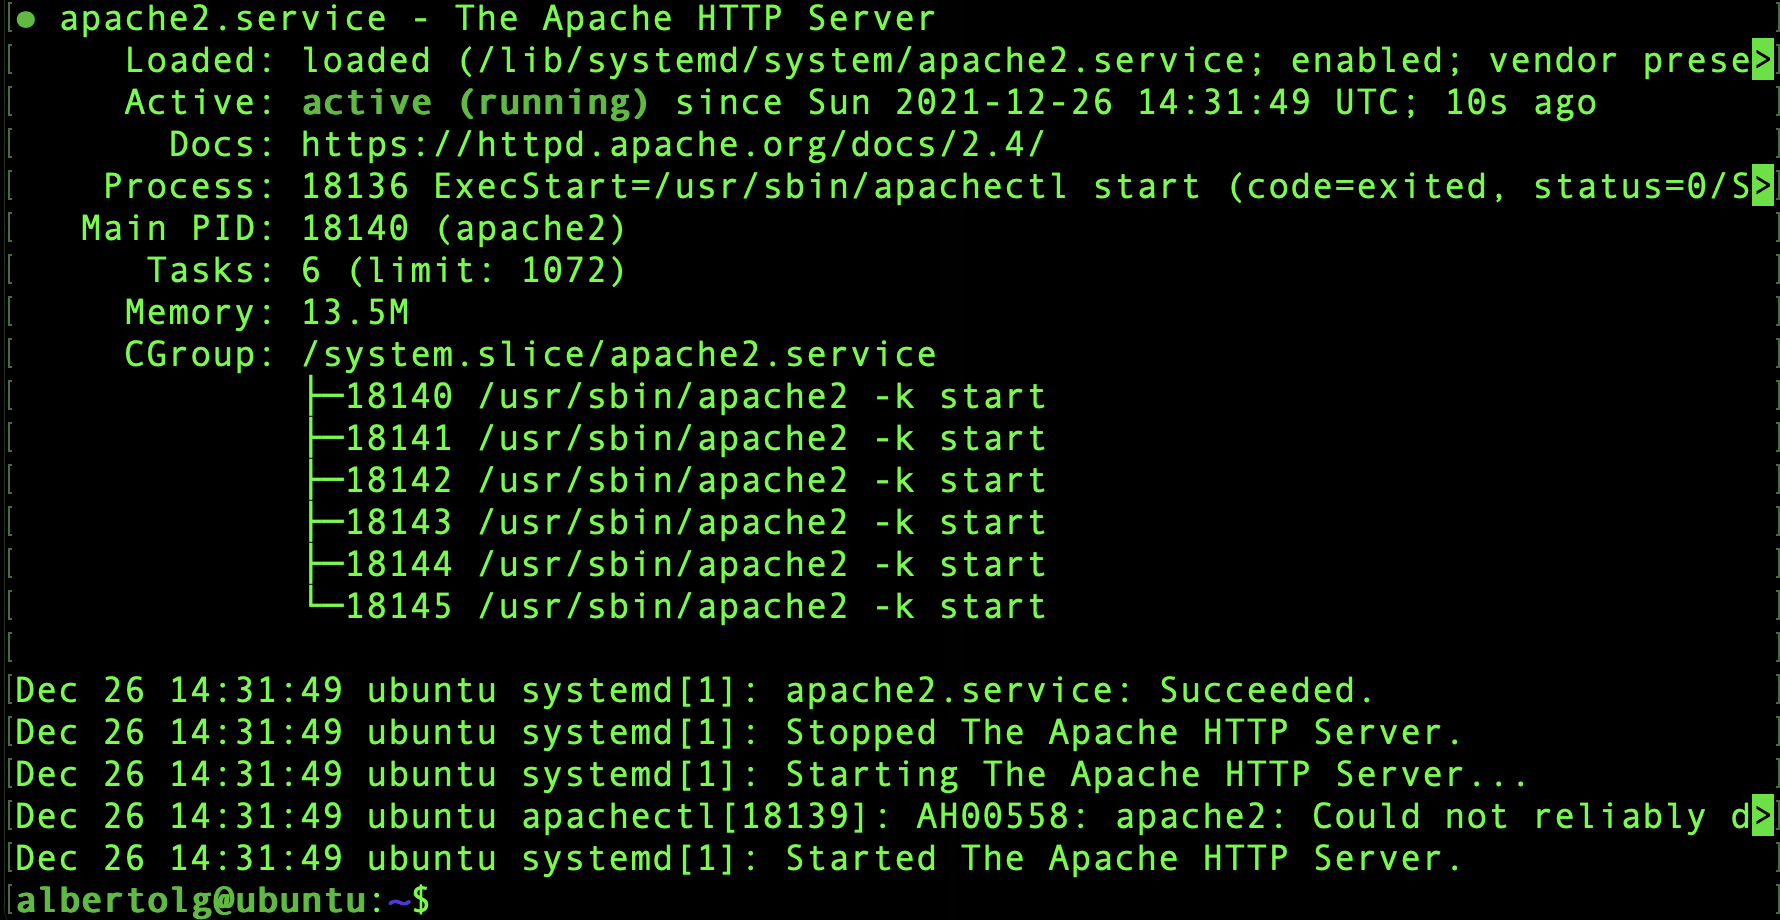 ● apache2.service - The Apache HTTP Server
Loaded: loaded (/lib/systemd/system/apache2.service; enabled; vendor prese>
Active: active (running) since Sun 2021-12-26 14:31:49 UTC; 10s ago
Docs: https://httpd.apache.org/docs/2.4/
Process: 18136 ExecStart=/usr/sbin/apachectl start (code=exited, status=0/S>
Main PID: 18140 (apache2)
Tasks: 6 (limit: 1072)
Memory: 13.5M
CGroup: /system.slice/apache2.service
├─18140 /usr/sbin/apache2 -k start
├─18141 /usr/sbin/apache2 -k start
├─18142 /usr/sbin/apache2 -k start
├─18143 /usr/sbin/apache2 -k start
├─18144 /usr/sbin/apache2 -k start
└─18145 /usr/sbin/apache2 -k start
Dec 26 14:31:49 ubuntu systemd[1]: apache2.service: Succeeded.
Dec 26 14:31:49 ubuntu systemd[1]: Stopped The Apache HTTP Server.
Dec 26 14:31:49 ubuntu systemd[1]: Starting The Apache HTTP Server...
Dec 26 14:31:49 ubuntu apachectl[18139]: AH00558: apache2: Could not reliably d>
Dec 26 14:31:49 ubuntu systemd[1]: Started The Apache HTTP Server.
albertolg@ubuntu:~$